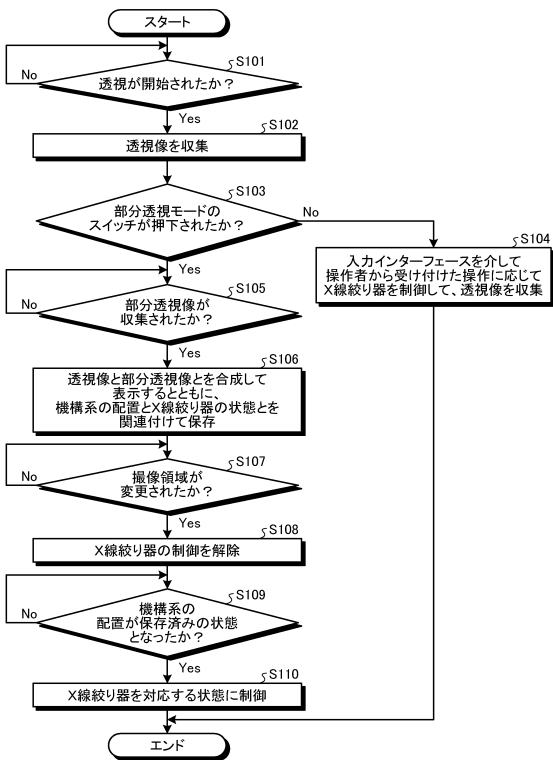 スタート
S101
透視が開始されたか？
No
Yes
S102
透視像を収集
S103
部分透視モードの
スイッチが押下されたか？
No
Yes
S104
入力インターフェースを介して
操作者から受け付けた操作に応じて
X線絞り器を制御して、透視像を収集
S105
部分透視像が
収集されたか？
No
Yes
S106
透視像と部分透視像とを合成して
表示するとともに、
機構系の配置とX線絞り器の状態とを
関連付けて保存
S107
撮像領域が
変更されたか？
No
Yes
S108
X線絞り器の制御を解除
S109
機構系の
配置が保存済みの状態
となったか？
No
Yes
S110
X線絞り器を対応する状態に制御
エンド